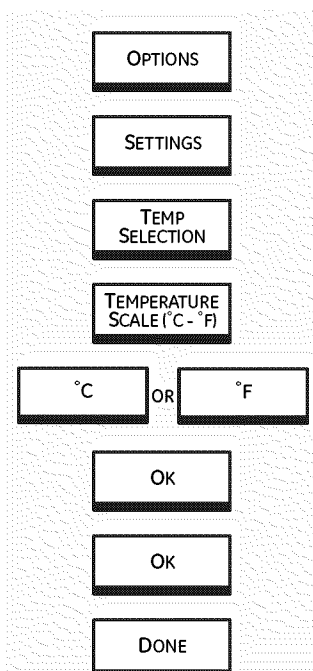 OPTIONS
SETTINGS
TEMP
SELECTION
TEMPERATURE
SCALE (°C - °F)
°C OR °F
OK
OK
DONE